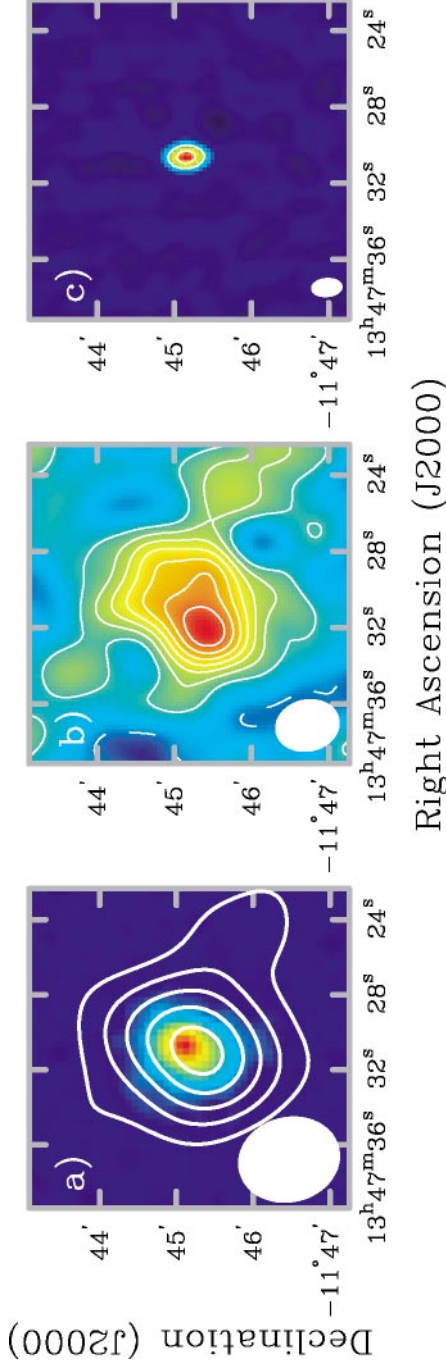 a)
44′
45′
46′
−11°47′
13ʰ47ᵐ36ˢ
32ˢ
28ˢ
24ˢ
b)
44′
45′
46′
−11°47′
13ʰ47ᵐ36ˢ
32ˢ
28ˢ
24ˢ
c)
44′
45′
46′
−11°47′
13ʰ47ᵐ36ˢ
32ˢ
28ˢ
24ˢ
Declination (J2000)
Right Ascension (J2000)